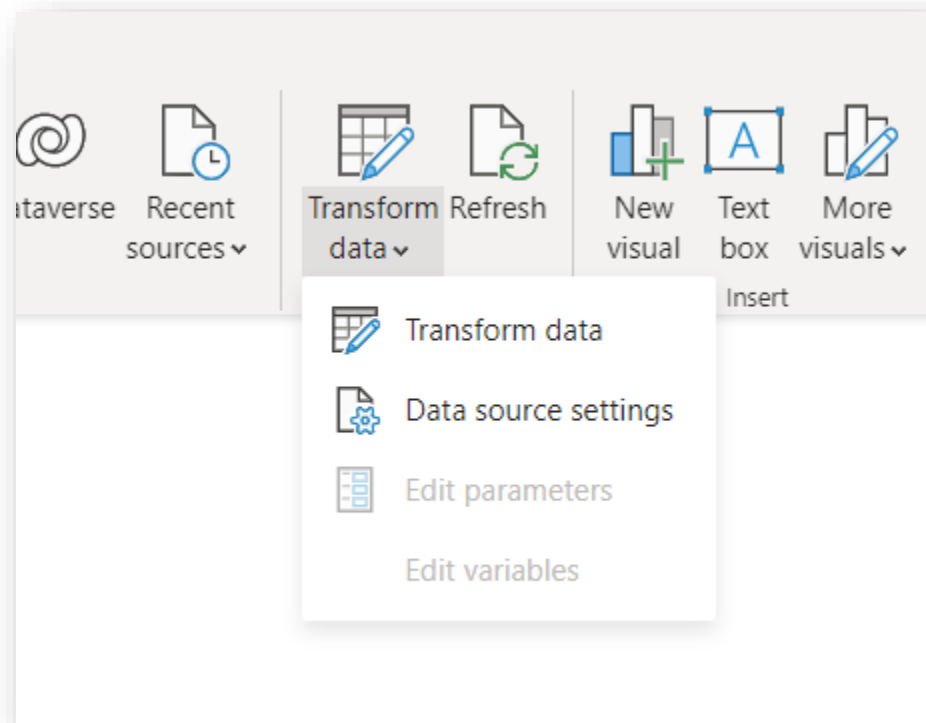 ataverse
Recent
sources
Transform
data
Refresh
New
visual
Text
box
More
visuals
Insert
Transform data
Data source settings
Edit parameters
Edit variables